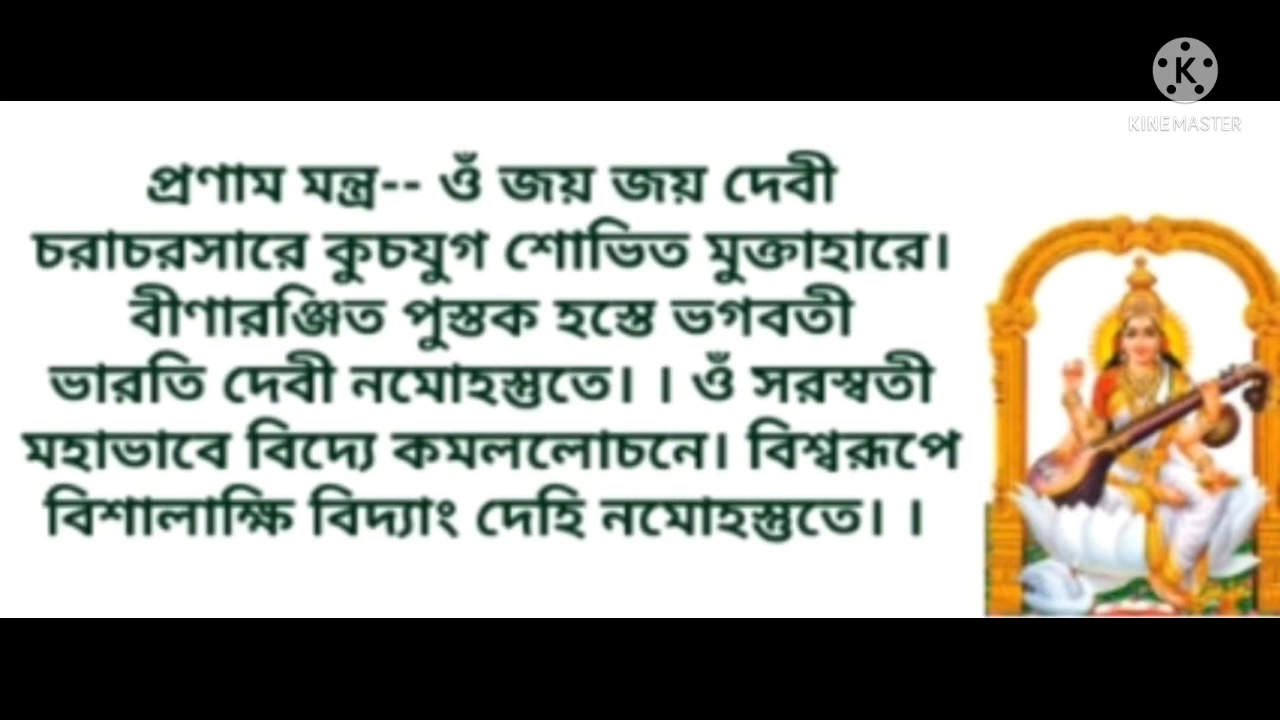 K
KINEMASTER
প্রণাম মন্ত্র-- ওঁ জয় জয় দেবী
চরাচরসারে কুচযুগ শোভিত মুক্তাহারে।
বীণারঞ্জিত পুস্তক হস্তে ভগবতী
ভারতি দেবী নমোহস্তুতে। । ওঁ সরস্বতী
মহাভাবে বিদ্যে কমললোচনে। বিশ্বরূপে
বিশালাক্ষি বিদ্যাং দেহি নমোহস্তুতে। ।